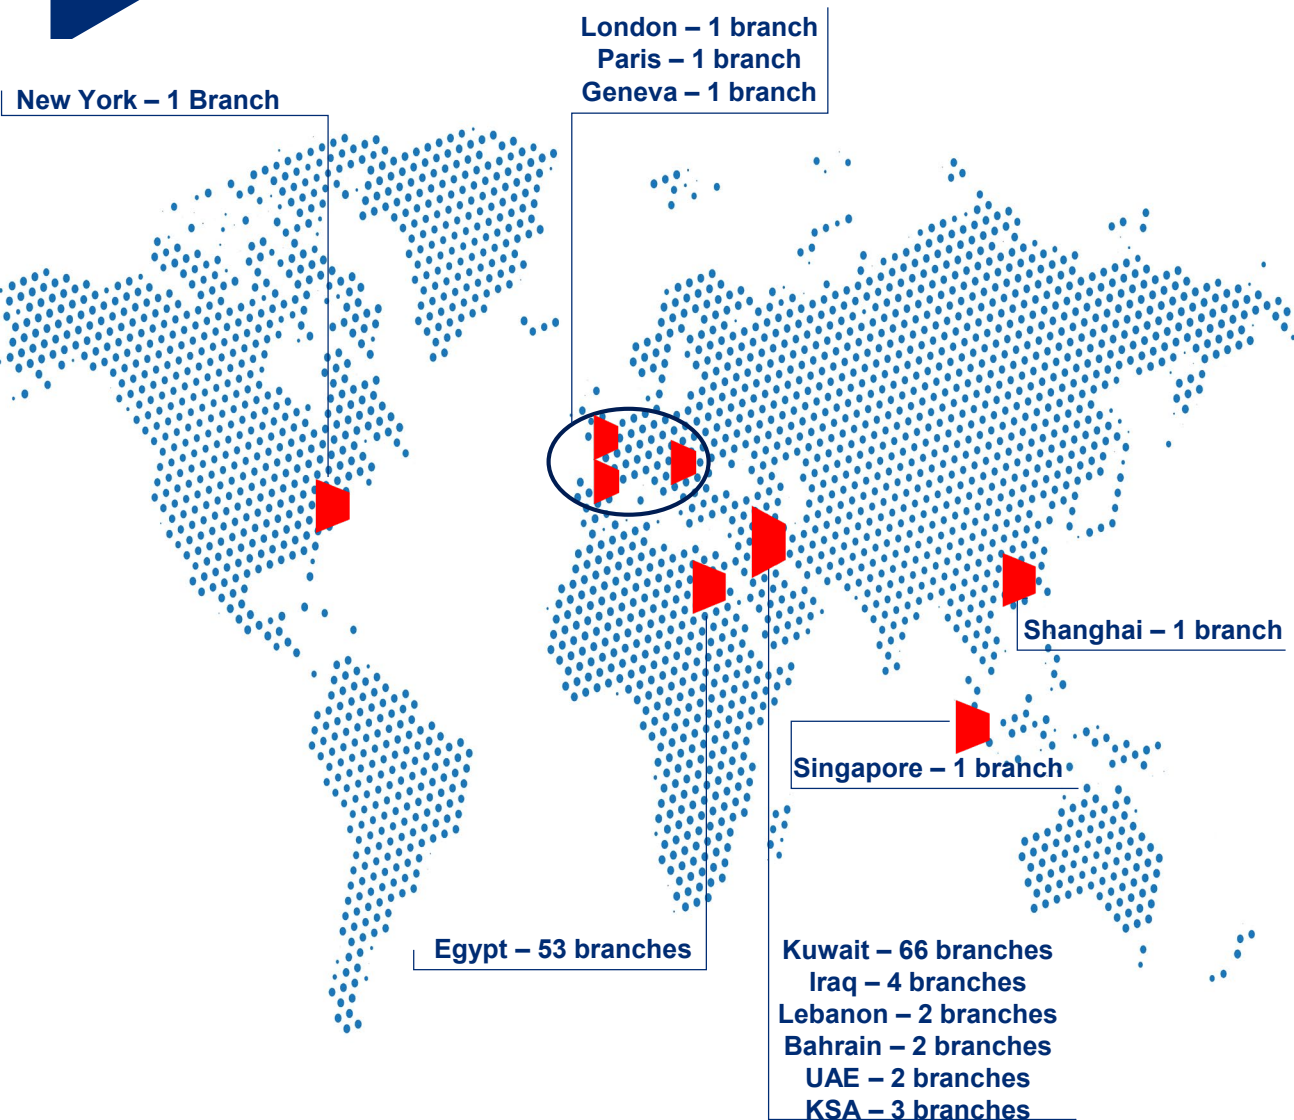 London – 1 branch
Paris – 1 branch
Geneva – 1 branch
New York – 1 Branch
Shanghai – 1 branch
Singapore – 1 branch
Egypt – 53 branches
Kuwait – 66 branches
Iraq – 4 branches
Lebanon – 2 branches
Bahrain – 2 branches
UAE – 2 branches
KSA – 3 branches